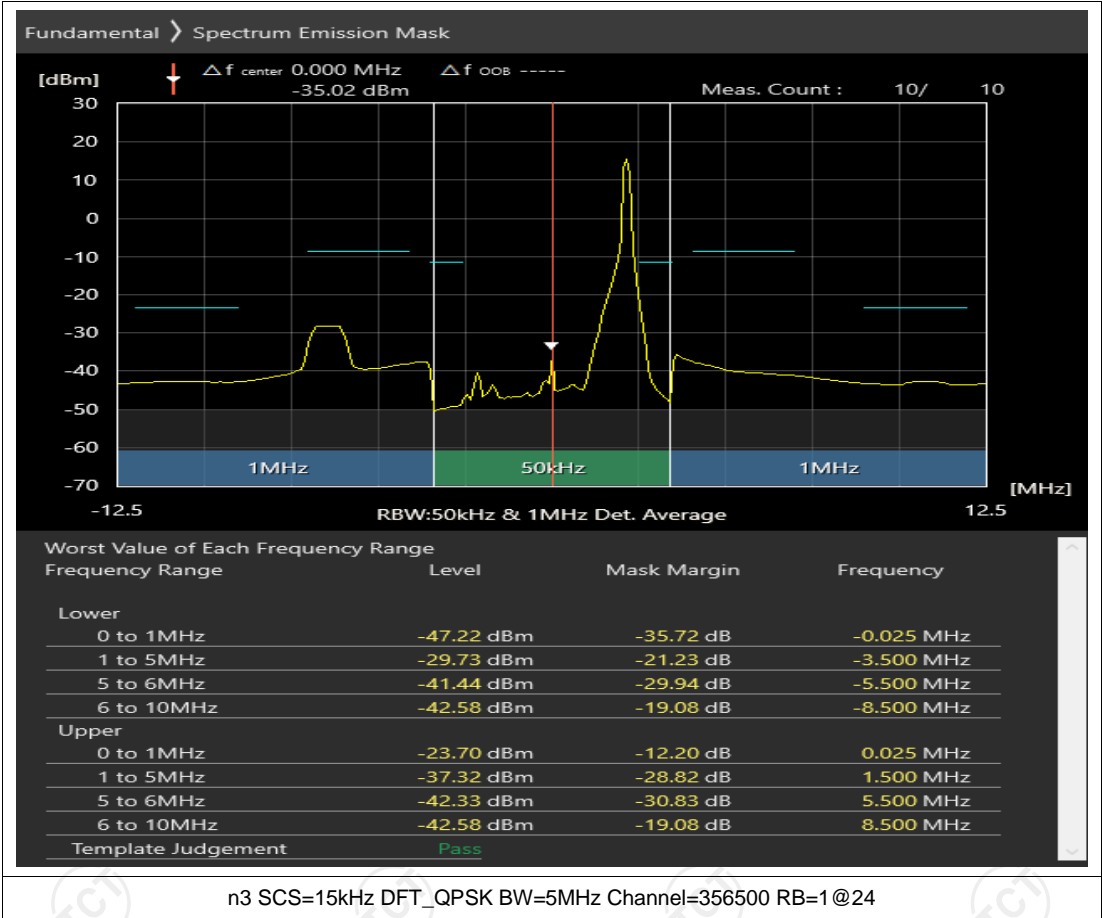 Fundamental ❯ Spectrum Emission Mask
[dBm] △f center 0.000 MHz △f OOB -----
-35.02 dBm Meas. Count : 10/ 10
30
20
10
0
-10
-20
-30
-40
-50
-60
1MHz 50kHz 1MHz
-70
[MHz]
-12.5 RBW:50kHz & 1MHz Det. Average 12.5
Worst Value of Each Frequency Range
Frequency Range Level Mask Margin Frequency
Lower
0 to 1MHz -47.22 dBm -35.72 dB -0.025 MHz
1 to 5MHz -29.73 dBm -21.23 dB -3.500 MHz
5 to 6MHz -41.44 dBm -29.94 dB -5.500 MHz
6 to 10MHz -42.58 dBm -19.08 dB -8.500 MHz
Upper
0 to 1MHz -23.70 dBm -12.20 dB 0.025 MHz
1 to 5MHz -37.32 dBm -28.82 dB 1.500 MHz
5 to 6MHz -42.33 dBm -30.83 dB 5.500 MHz
6 to 10MHz -42.58 dBm -19.08 dB 8.500 MHz
Template Judgement Pass
n3 SCS=15kHz DFT_QPSK BW=5MHz Channel=356500 RB=1@24
TCT TCT TCT